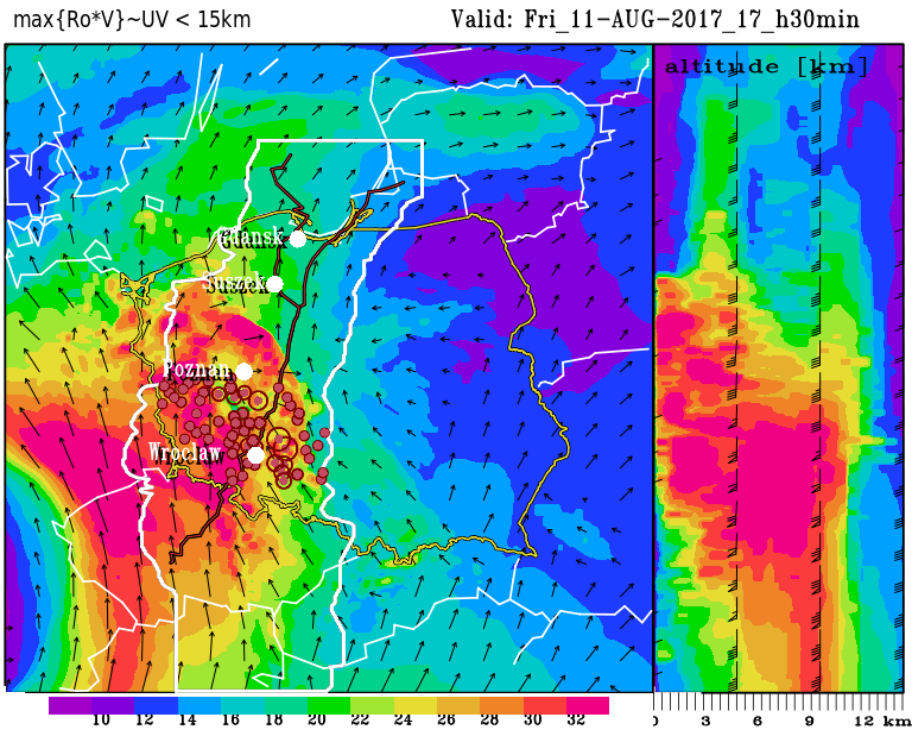 max{Ro*V}~UV < 15km
Valid: Fri_11-AUG-2017_17_h30min
altitude [km]
Gdansk
Suszek
Poznan
Wroclaw
10 12 14 16 18 20 22 24 26 28 30 32
0 3 6 9 12 km